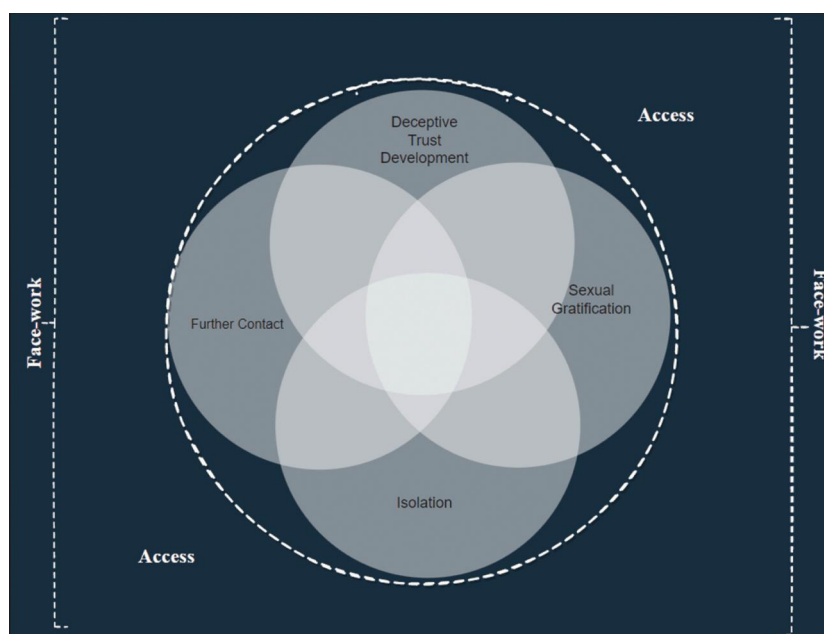 Access
Deceptive
Trust
Development
Face-work
Further Contact
Sexual
Gratification
Face-work
Isolation
Access